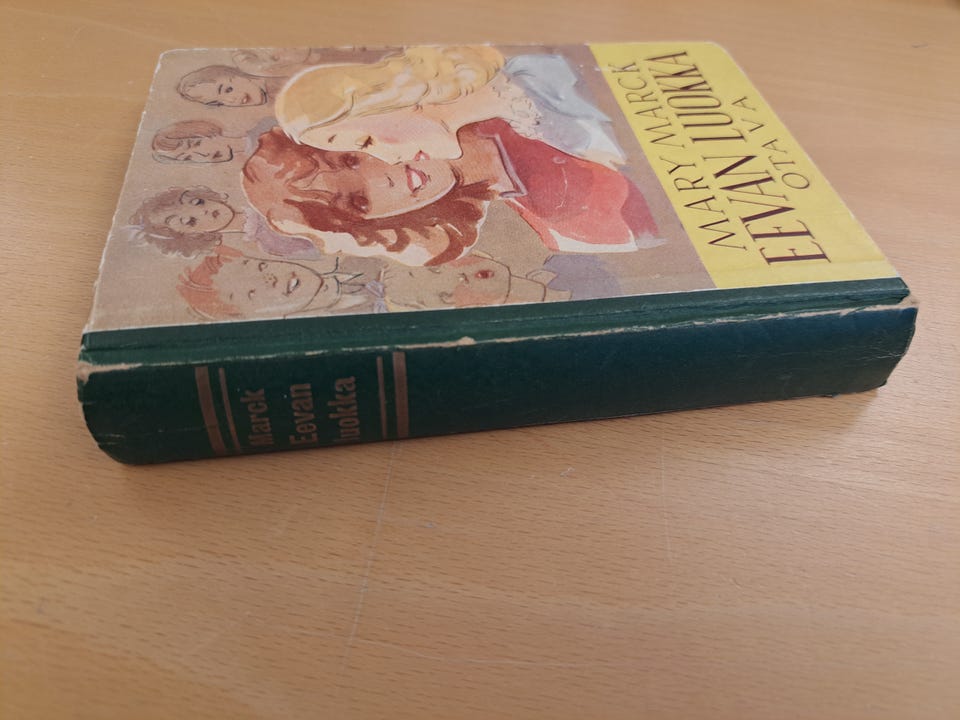 MARY MARCK
EEVAN LUOKKA
OTAVA
Marck
Eevan
luokka